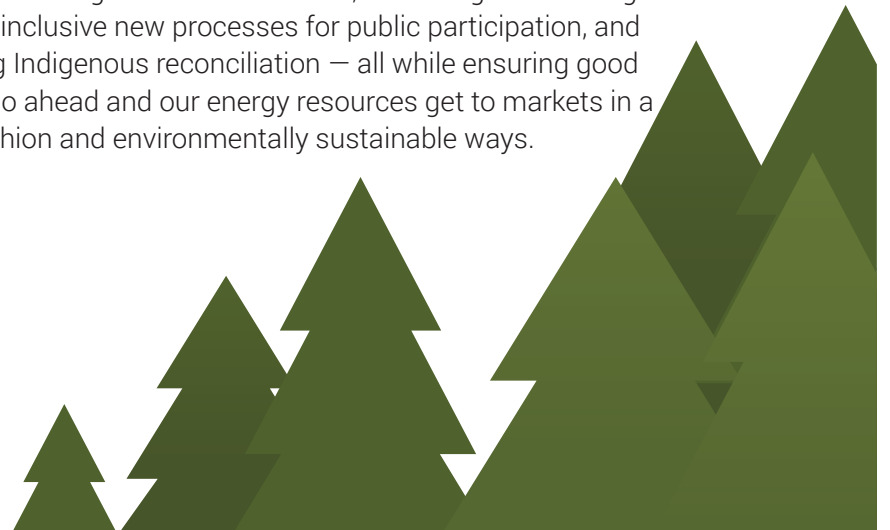 inclusive new processes for public participation, and
Indigenous reconciliation — all while ensuring good
o ahead and our energy resources get to markets in a
hion and environmentally sustainable ways.